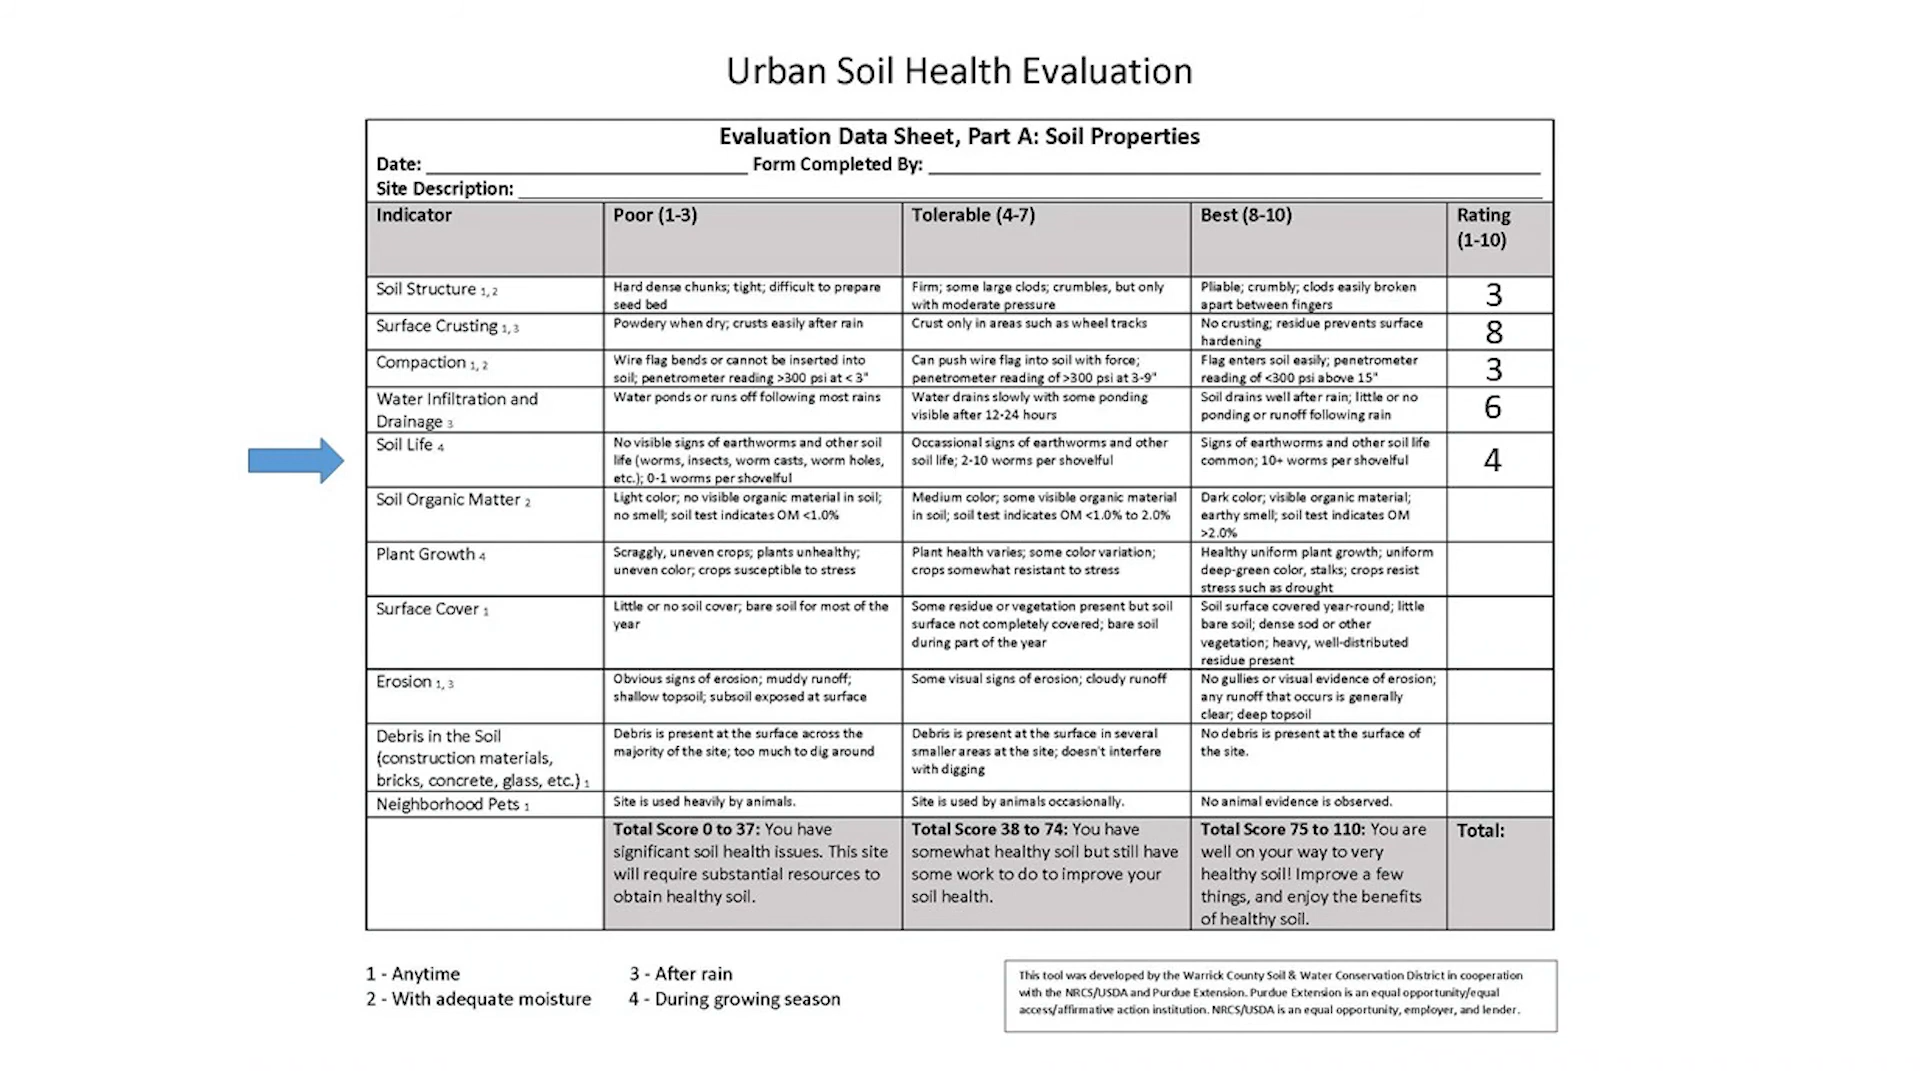 Urban Soil Health Evaluation
Evaluation Data Sheet, Part A: Soil Properties
Date: Form Completed By:
Site Description:
Indicator Poor (1-3) Tolerable (4-7) Best (8-10) Rating
(1-10)
Soil Structure 1, 2
Hard dense chunks; tight; difficult to prepare
seed bed
Firm; some large clods; crumbles, but only
with moderate pressure
Pliable; crumbly; clods easily broken
apart between fingers
3
Surface Crusting 1, 3
Powdery when dry; crusts easily after rain
Crust only in areas such as wheel tracks
No crusting; residue prevents surface
hardening
8
Compaction 1, 2
Wire flag bends or cannot be inserted into
soil; penetrometer reading >300 psi at < 3"
Can push wire flag into soil with force;
penetrometer reading of >300 psi at 3-9"
Flag enters soil easily; penetrometer
reading of <300 psi above 15"
3
Water Infiltration and
Drainage 3
Water ponds or runs off following most rains
Water drains slowly with some ponding
visible after 12-24 hours
Soil drains well after rain; little or no
ponding or runoff following rain
6
Soil Life 4
No visible signs of earthworms and other soil
life (worms, insects, worm casts, worm holes,
etc.); 0-1 worms per shovelful
Occassional signs of earthworms and other
soil life; 2-10 worms per shovelful
Signs of earthworms and other soil life
common; 10+ worms per shovelful
4
Soil Organic Matter 2
Light color; no visible organic material in soil;
no smell; soil test indicates OM <1.0%
Medium color; some visible organic material
in soil; soil test indicates OM <1.0% to 2.0%
Dark color; visible organic material;
earthy smell; soil test indicates OM
>2.0%
Plant Growth 4
Scraggly, uneven crops; plants unhealthy;
uneven color; crops susceptible to stress
Plant health varies; some color variation;
crops somewhat resistant to stress
Healthy uniform plant growth; uniform
deep-green color, stalks; crops resist
stress such as drought
Surface Cover 1
Little or no soil cover; bare soil for most of the
year
Some residue or vegetation present but soil
surface not completely covered; bare soil
during part of the year
Soil surface covered year-round; little
bare soil; dense sod or other
vegetation; heavy, well-distributed
residue present
Erosion 1, 3
Obvious signs of erosion; muddy runoff;
shallow topsoil; subsoil exposed at surface
Some visual signs of erosion; cloudy runoff
No gullies or visual evidence of erosion;
any runoff that occurs is generally
clear; deep topsoil
Debris in the Soil
(construction materials,
bricks, concrete, glass, etc.) 1
Debris is present at the surface across the
majority of the site; too much to dig around
Debris is present at the surface in several
smaller areas at the site; doesn't interfere
with digging
No debris is present at the surface of
the site.
Neighborhood Pets 1
Site is used heavily by animals.
Site is used by animals occasionally.
No animal evidence is observed.
Total Score 0 to 37: You have
significant soil health issues. This site
will require substantial resources to
obtain healthy soil.
Total Score 38 to 74: You have
somewhat healthy soil but still have
some work to do to improve your
soil health.
Total Score 75 to 110: You are
well on your way to very
healthy soil! Improve a few
things, and enjoy the benefits
of healthy soil.
Total:
1 - Anytime
2 - With adequate moisture
3 - After rain
4 - During growing season
This tool was developed by the Warrick County Soil & Water Conservation District in cooperation
with the NRCS/USDA and Purdue Extension. Purdue Extension is an equal opportunity/equal
access/affirmative action institution. NRCS/USDA is an equal opportunity, employer, and lender.